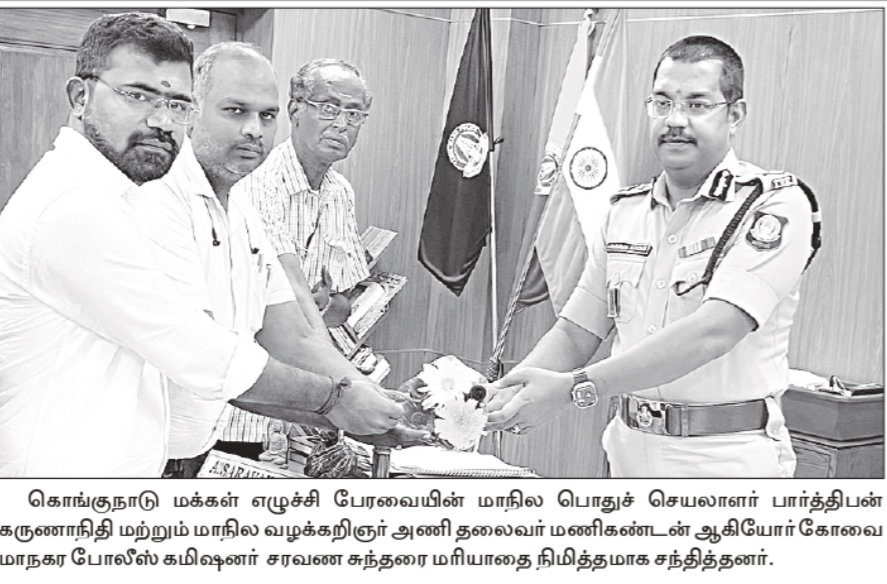 A.SARAVA
கொங்குநாடு மக்கள் எழுச்சி பேரவையின் மாநில பொதுச் செயலாளர் பார்த்திபன்
கருணாநிதி மற்றும் மாநில வழக்கறிஞர் அணி தலைவர் மணிகண்டன் ஆகியோர் கோவை
மாநகர போலீஸ் கமிஷனர் சரவண சுந்தரை மரியாதை நிமித்தமாக சந்தித்தனர்.